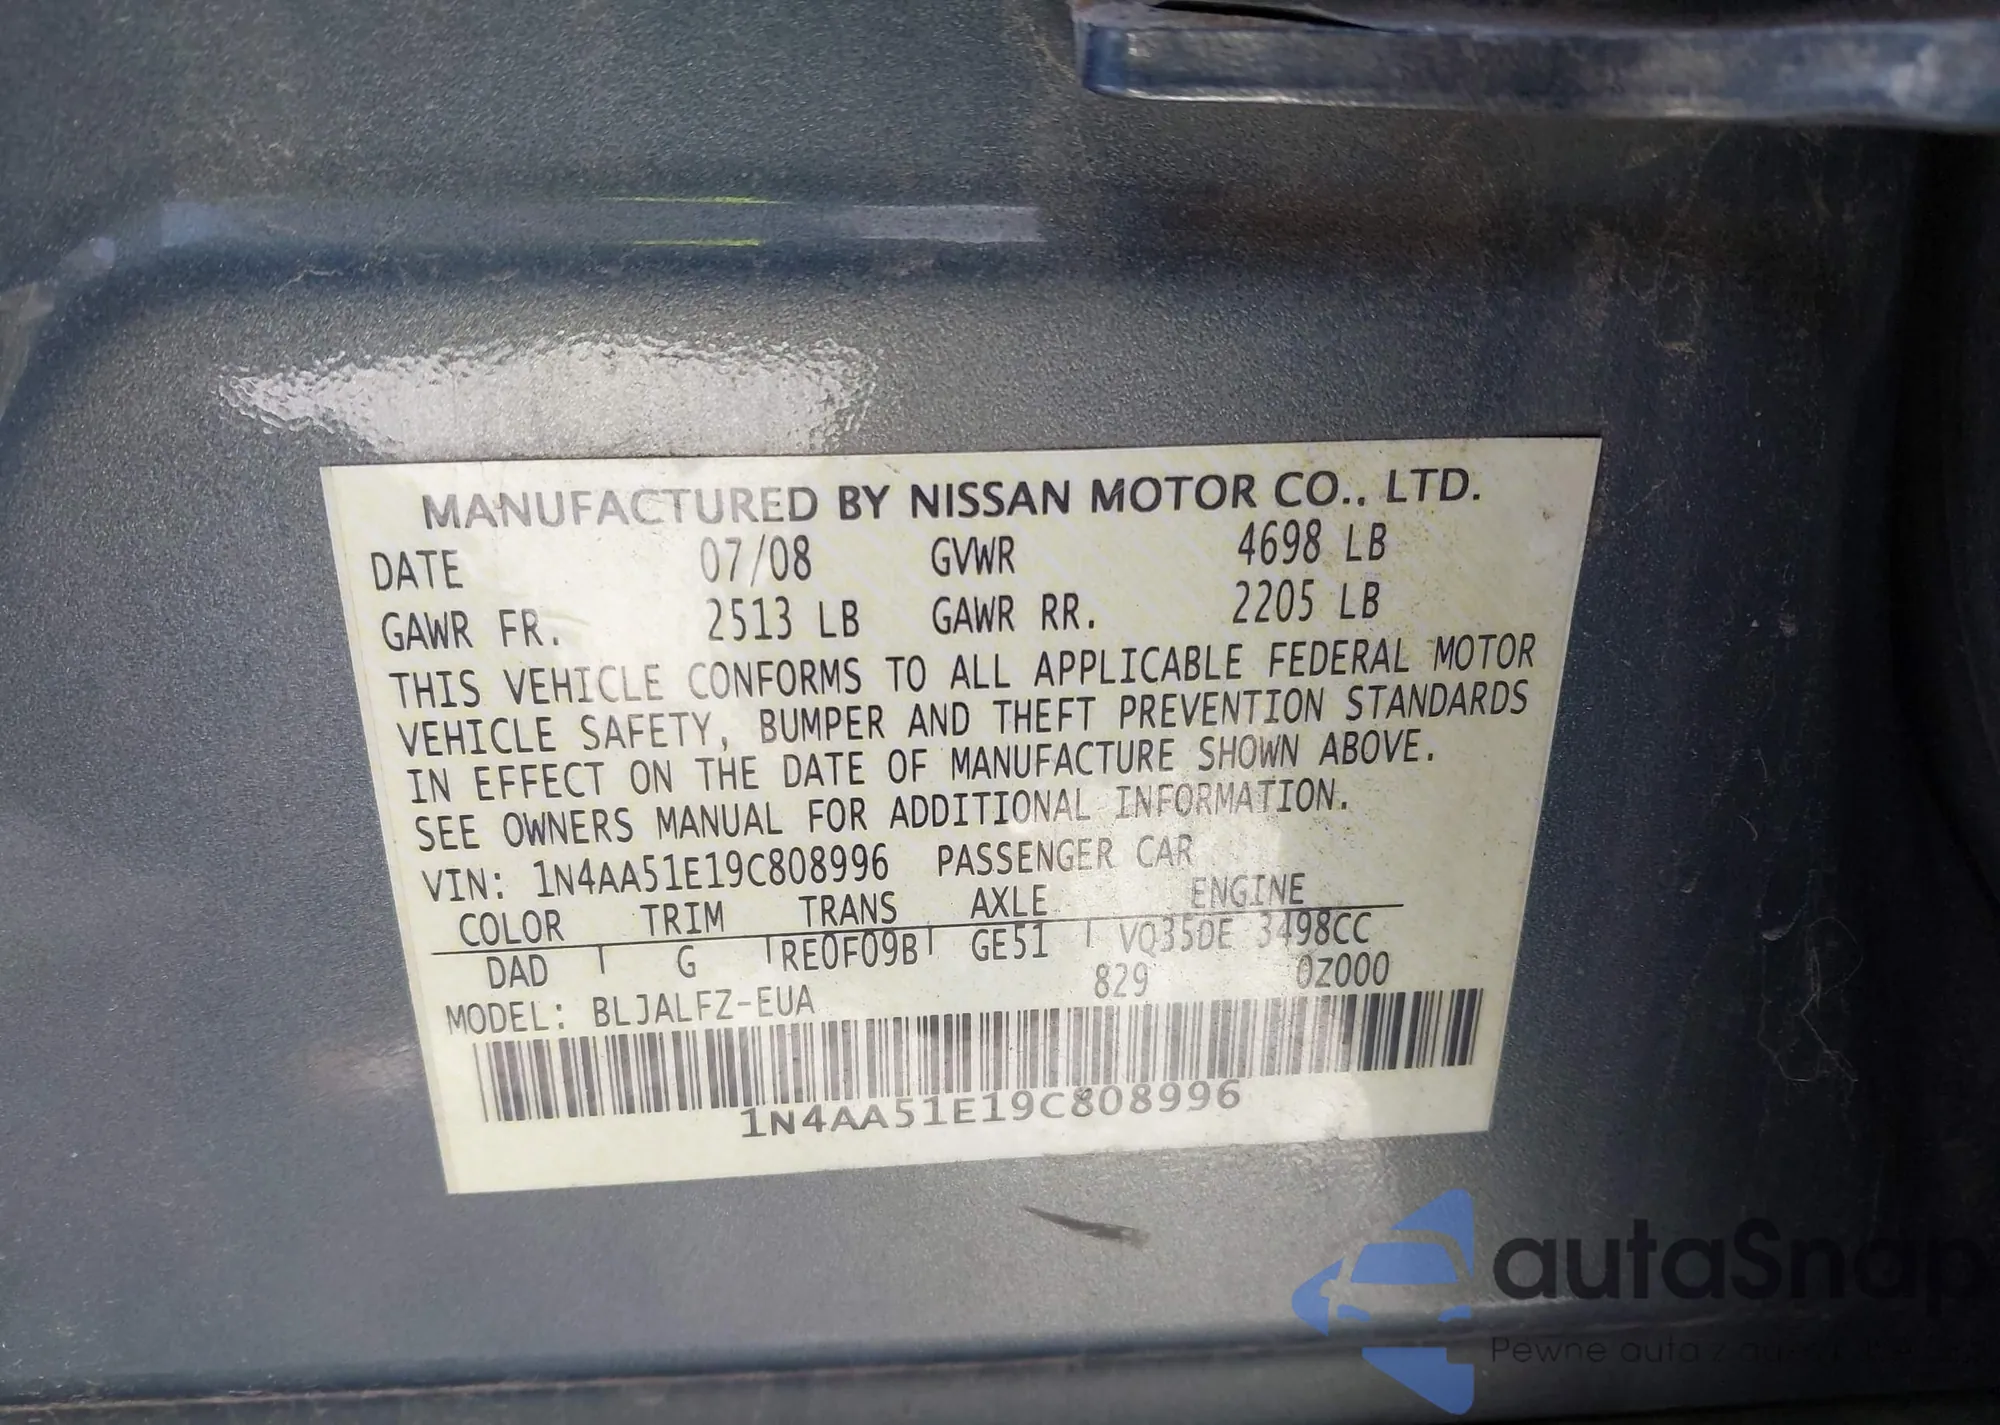 MANUFACTURED BY NISSAN MOTOR CO., LTD.
DATE 07/08 GVWR 4698 LB
GAWR FR. 2513 LB GAWR RR. 2205 LB
THIS VEHICLE CONFORMS TO ALL APPLICABLE FEDERAL MOTOR
VEHICLE SAFETY, BUMPER AND THEFT PREVENTION STANDARDS
IN EFFECT ON THE DATE OF MANUFACTURE SHOWN ABOVE.
SEE OWNERS MANUAL FOR ADDITIONAL INFORMATION.
VIN: 1N4AA51E19C808996 PASSENGER CAR
COLOR TRIM TRANS AXLE ENGINE
DAD G RE0F09B GE51 VQ35DE 3498CC
829 0Z000
MODEL: BLJALFZ-EUA
1N4AA51E19C808996
autaSnap
Pewne auta z